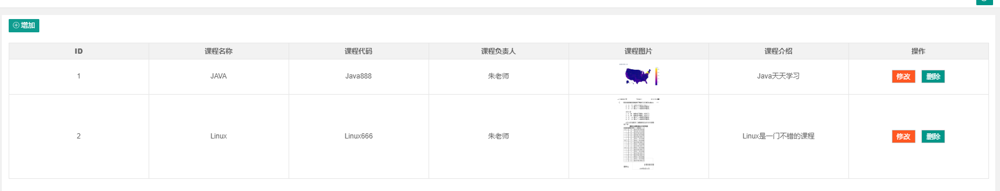 增加
ID 课程名称 课程代码 课程负责人 课程图片 课程介绍 操作
1 JAVA Java888 朱老师 Java天天学习 修改 删除
2 Linux Linux666 朱老师 Linux是一门不错的课程 修改 删除